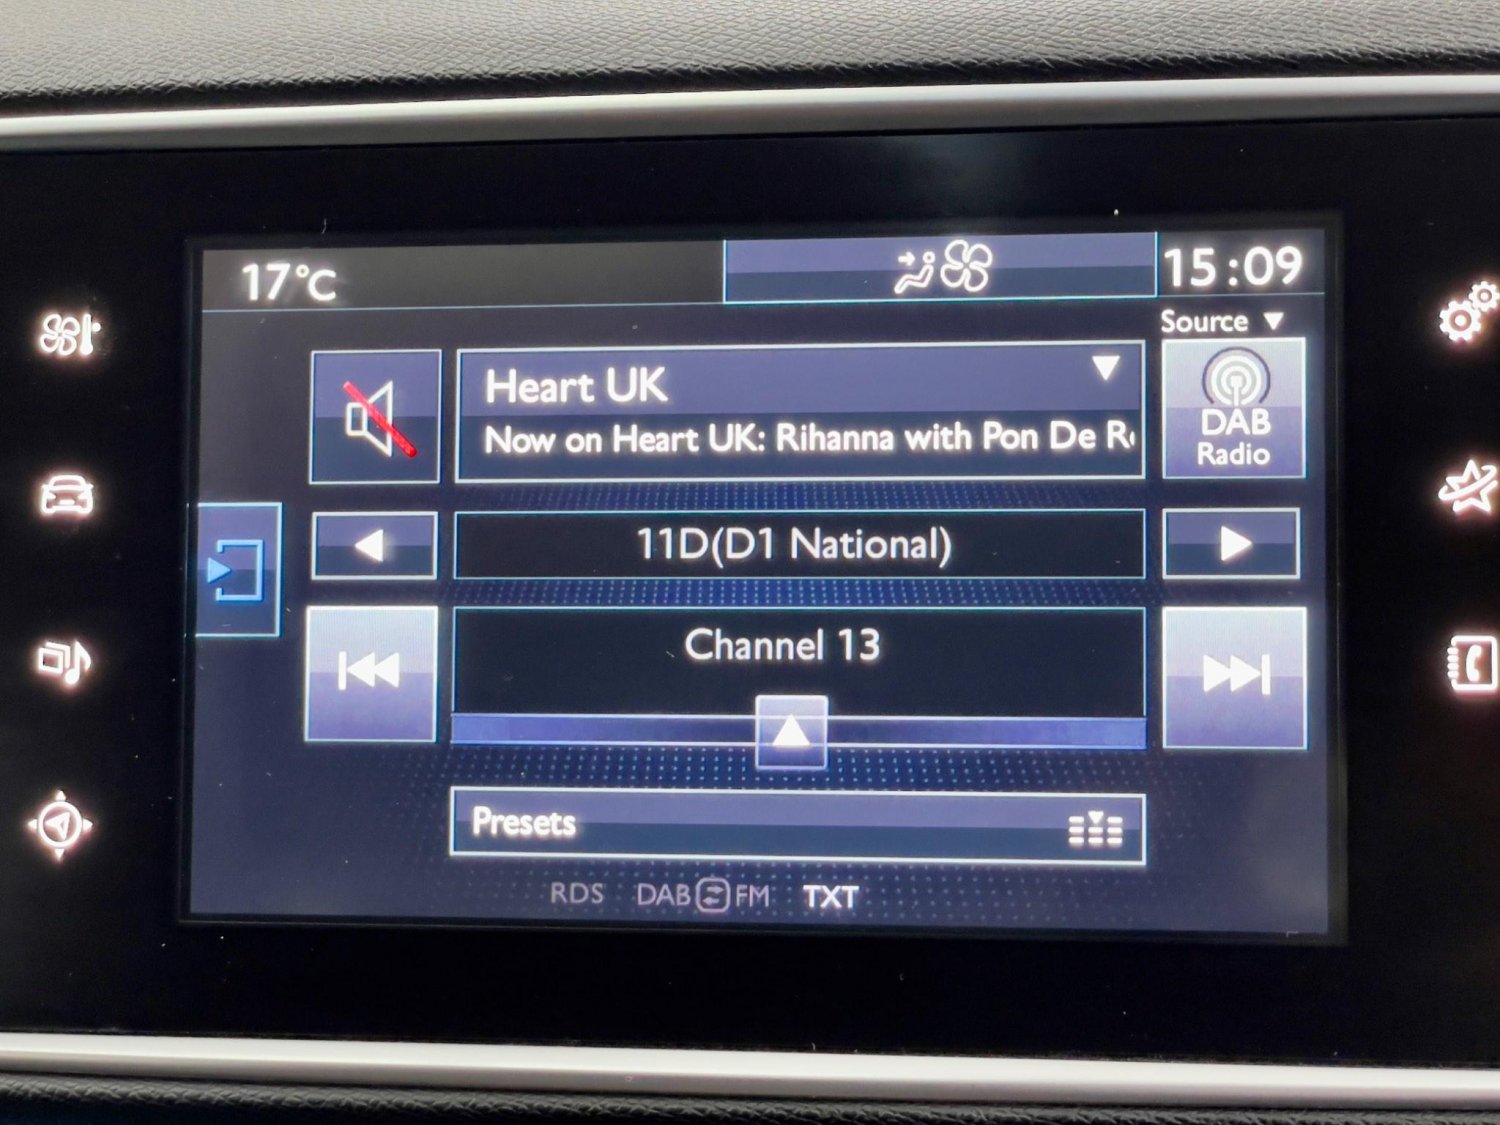 17°C
15:09
Source
Heart UK
Now on Heart UK: Rihanna with Pon De
DAB
Radio
11D(D1 National)
Channel 13
Presets
RDS DAB FM TXT